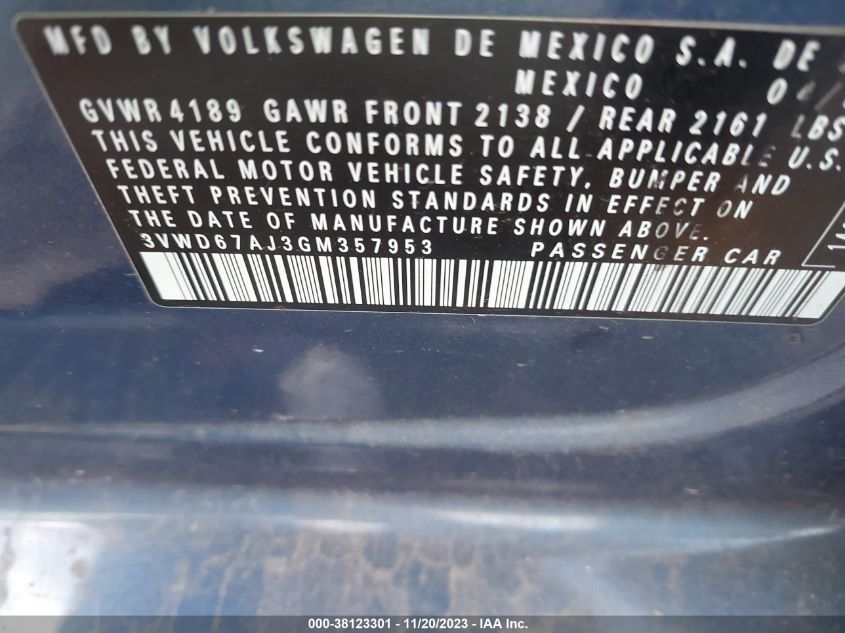 MFD BY VOLKSWAGEN DE MEXICO S.A. DE
MEXICO
GVWR 4189 GAWR FRONT 2138 / REAR 2161 LBS
THIS VEHICLE CONFORMS TO ALL APPLICABLE U.S.
FEDERAL MOTOR VEHICLE SAFETY, BUMPER AND
THEFT PREVENTION STANDARDS IN EFFECT ON
THE DATE OF MANUFACTURE SHOWN ABOVE.
3VWD67AJ3GM357953 PASSENGER CAR
000-38123301 - 11/20/2023 - © IAA Inc.